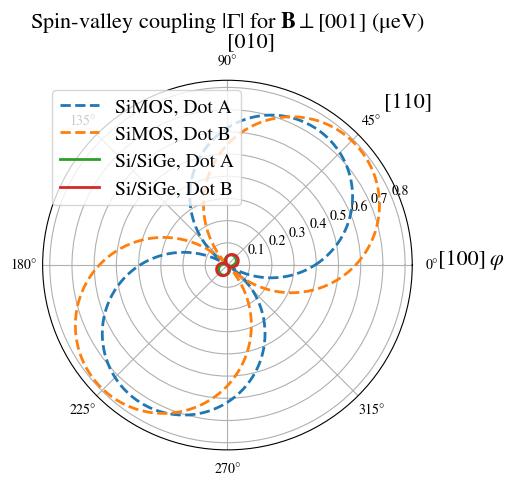 Spin-valley coupling |Γ| for 𝐁 ⊥ [001] (μeV)
[010]
90°
SiMOS, Dot A
SiMOS, Dot B
Si/SiGe, Dot A
Si/SiGe, Dot B
135°
[110]
45°
0.1 0.2 0.3 0.4 0.5 0.6 0.7 0.8
180°
0° [100] φ
225°
315°
270°